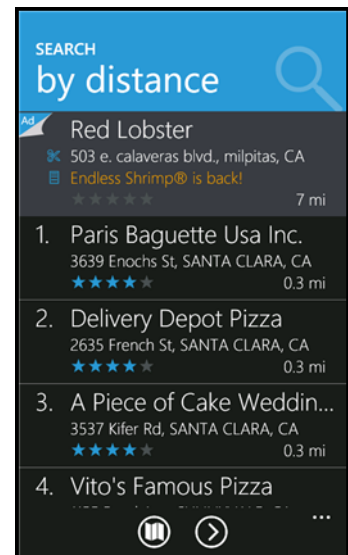 SEARCH
by distance
Ad
Red Lobster
503 e. calaveras blvd., milpitas, CA
Endless Shrimp® is back!
7 mi
1. Paris Baguette Usa Inc.
3639 Enochs St, SANTA CLARA, CA
0.3 mi
2. Delivery Depot Pizza
2635 French St, SANTA CLARA, CA
0.3 mi
3. A Piece of Cake Weddin...
3537 Kifer Rd, SANTA CLARA, CA
0.3 mi
4. Vito's Famous Pizza
...